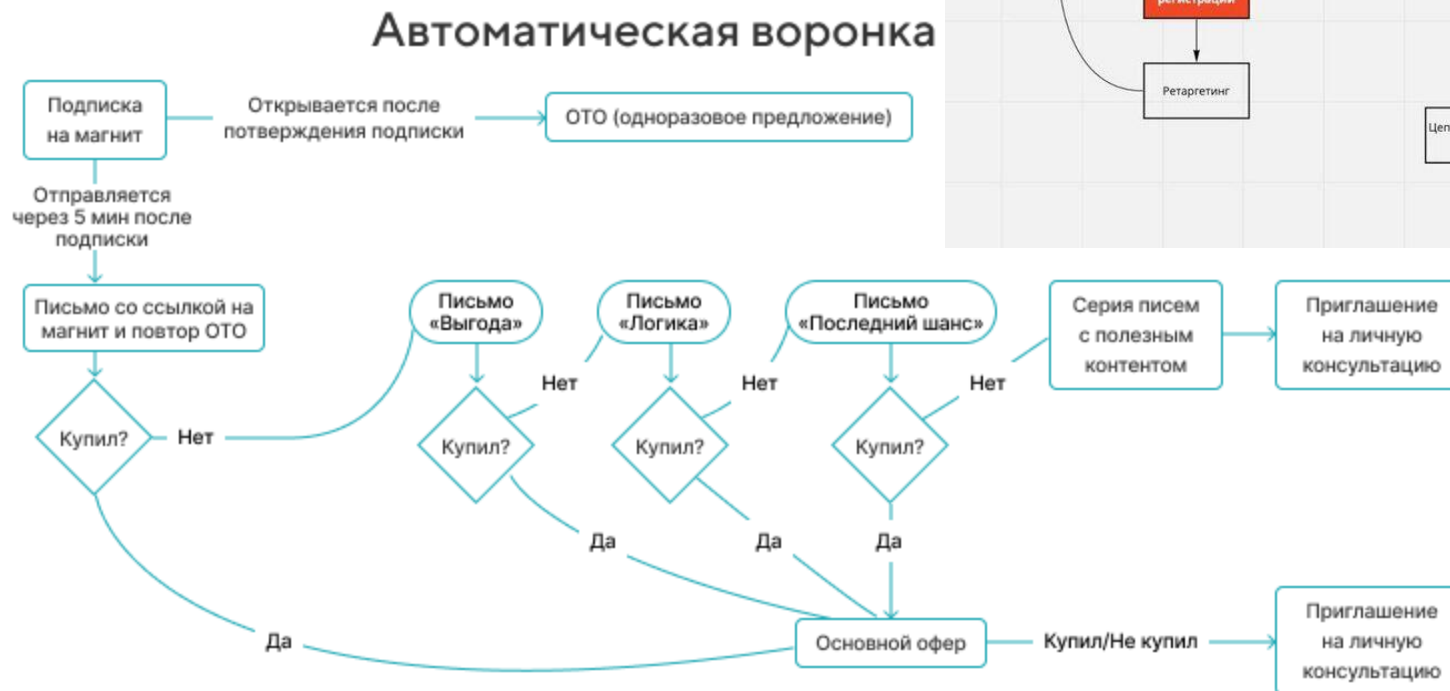 Автоматическая воронка
регистрации
Ретаргетинг
Подписка
на магнит
Открывается после
потверждения подписки
ОТО (одноразовое предложение)
Отправляется
через 5 мин после
подписки
Письмо со ссылкой на
магнит и повтор ОТО
Письмо
«Выгода»
Письмо
«Логика»
Письмо
«Последний шанс»
Серия писем
с полезным
контентом
Приглашение
на личную
консультацию
Купил?
Нет
Купил?
Нет
Купил?
Нет
Купил?
Нет
Да
Да
Да
Да
Основной офер
Купил/Не купил
Приглашение
на личную
консультацию